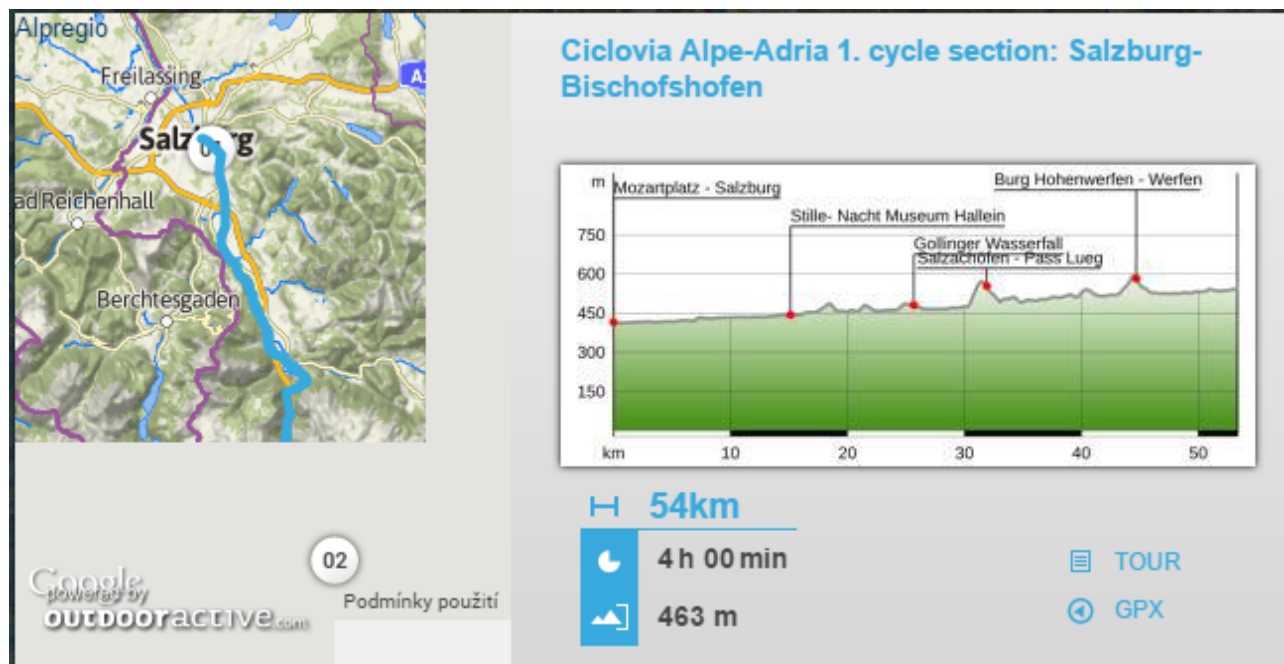 Alpregio
Freilassing
Salzburg
ad Reichenhall
Berchtesgaden
02
Google
powered by
outdooractive.com
Podmínky použití
Ciclovia Alpe-Adria 1. cycle section: Salzburg-
Bischofshofen
m
Mozartplatz - Salzburg
Burg Hohenwerfen - Werfen
Stille- Nacht Museum Hallein
Gollinger Wasserfall
Salzachöfen - Pass Lueg
750
600
450
300
150
km 10 20 30 40 50
54km
4 h 00 min
463 m
TOUR
GPX